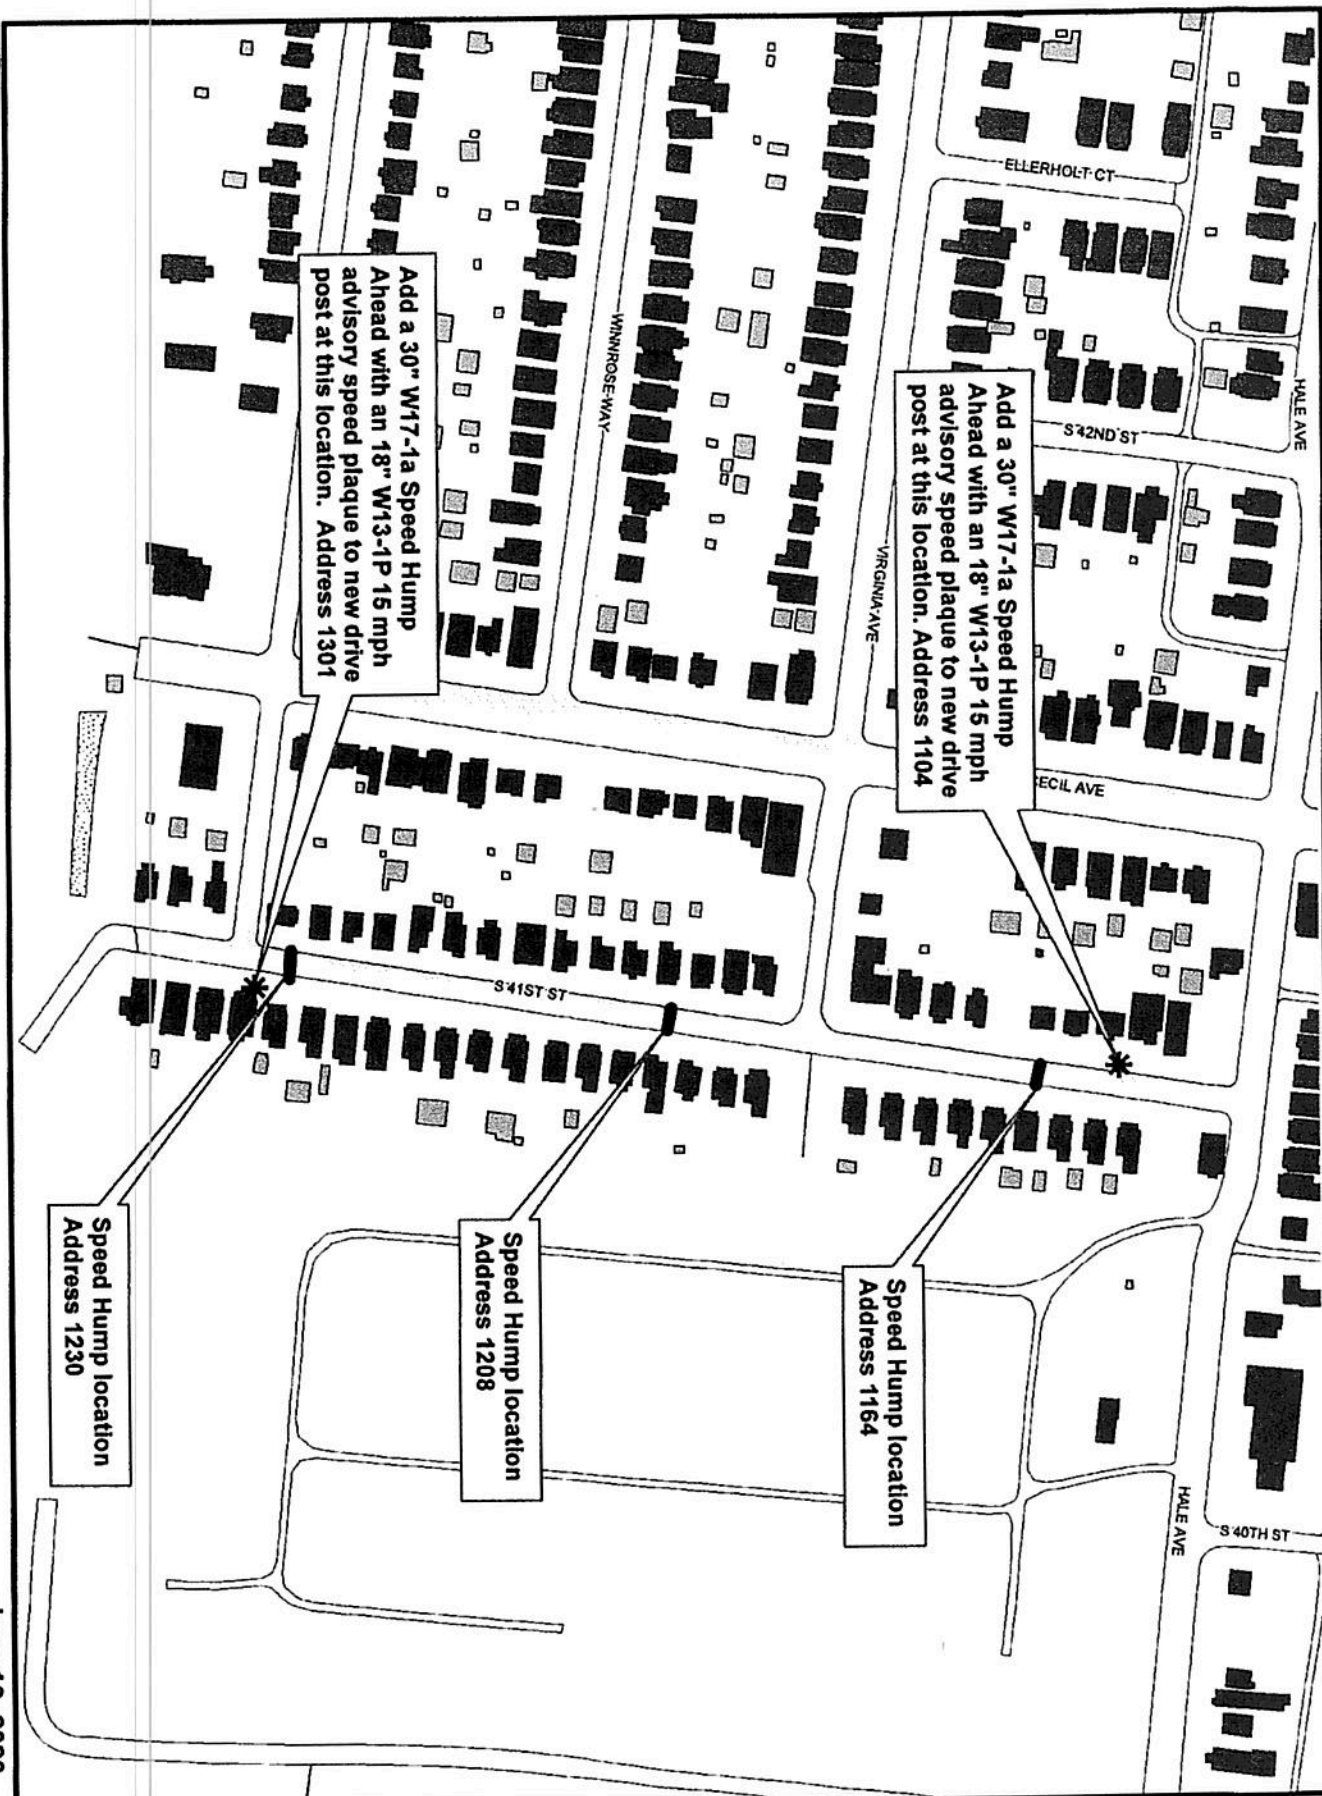 HALE AVE
ELLERHOLT CT
S 42ND ST
Add a 30" W17-1a Speed Hump
Ahead with an 18" W13-1P 15 mph
advisory speed plaque to new drive
post at this location. Address 1104
CECIL AVE
VIRGINIA AVE
WINNROSE WAY
Add a 30" W17-1a Speed Hump
Ahead with an 18" W13-1P 15 mph
advisory speed plaque to new drive
post at this location. Address 1301
S 41ST ST
S 40TH ST
HALE AVE
Speed Hump location
Address 1164
Speed Hump location
Address 1208
Speed Hump location
Address 1230